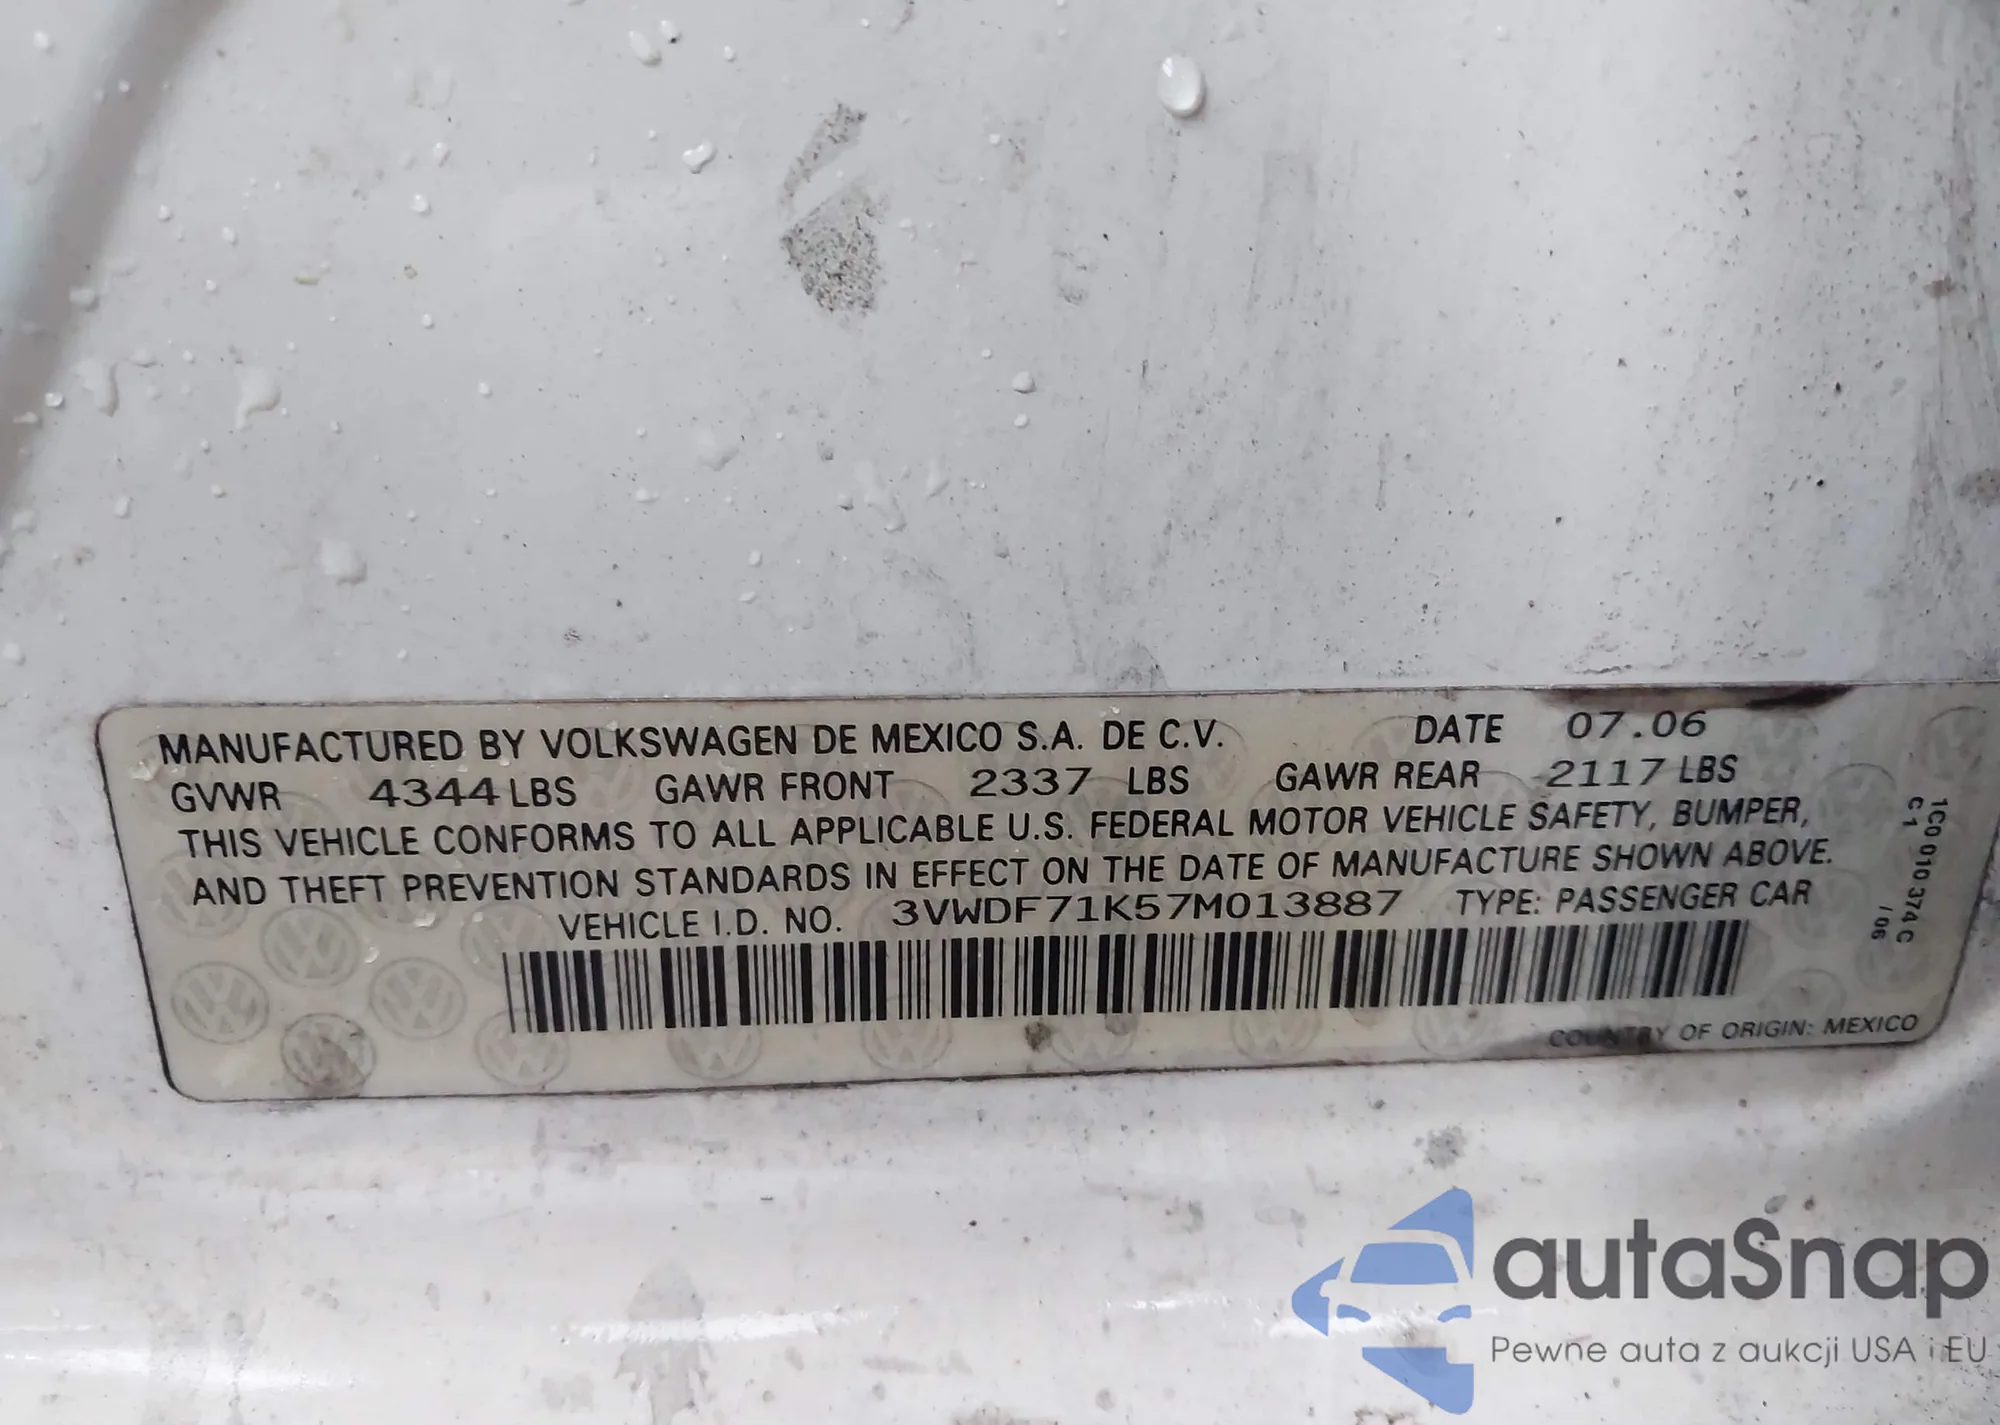 MANUFACTURED BY VOLKSWAGEN DE MEXICO S.A. DE C.V. DATE 07.06
GVWR 4344 LBS GAWR FRONT 2337 LBS GAWR REAR 2117 LBS
THIS VEHICLE CONFORMS TO ALL APPLICABLE U.S. FEDERAL MOTOR VEHICLE SAFETY, BUMPER,
AND THEFT PREVENTION STANDARDS IN EFFECT ON THE DATE OF MANUFACTURE SHOWN ABOVE.
VEHICLE I.D. NO. 3VWDF71K57M013887 TYPE: PASSENGER CAR
COUNTRY OF ORIGIN: MEXICO
1C0 010 374 C
C1 / 06
autaSnap
Pewne auta z aukcji USA i EU